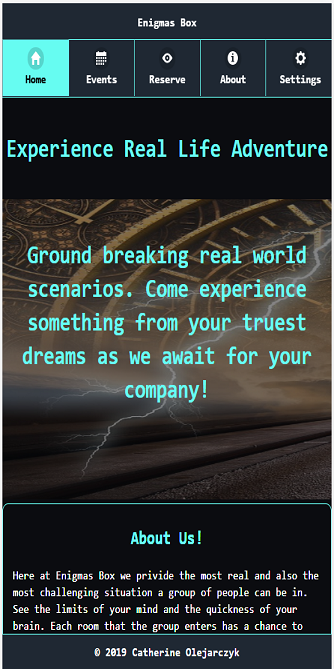 Enigmas Box
Home Events Reserve About Settings
Experience Real Life Adventure
Ground breaking real world
scenarios. Come experience
something from your truest
dreams as we await for your
company!
About Us!
Here at Enigmas Box we privide the most real and also the
most challenging situation a group of people can be in.
See the limits of your mind and the quickness of your
brain. Each room that the group enters has a chance to
© 2019 Catherine Olejarczyk